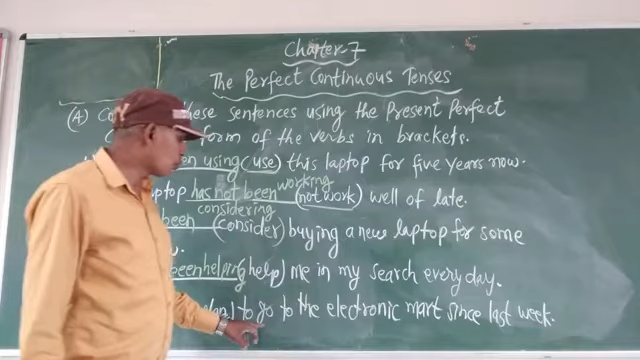 Chapter-7
The Perfect Continuous Tenses
(A) these sentences using the Present Perfect
form of the verbs in brackets.
en using (use) this laptop for five years now.
working
ptop has not been (not work) well of late.
considering
been (consider) buying a new laptop for some
been helping (help) me in my search every day.
to go to the electronic mart since last week.